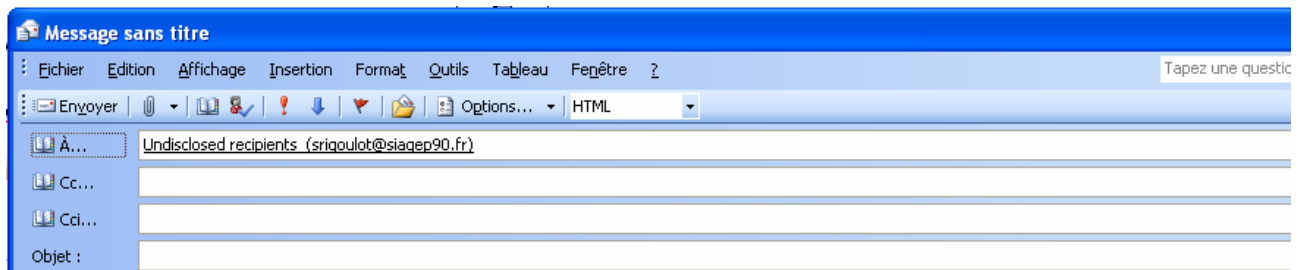 Message sans titre
Fichier Edition Affichage Insertion Format Outils Tableau Fenêtre ? Tapez une questio
Envoyer Options... HTML
À... Undisclosed recipients (srigoulot@siagep90.fr)
Cc...
Cci...
Objet :